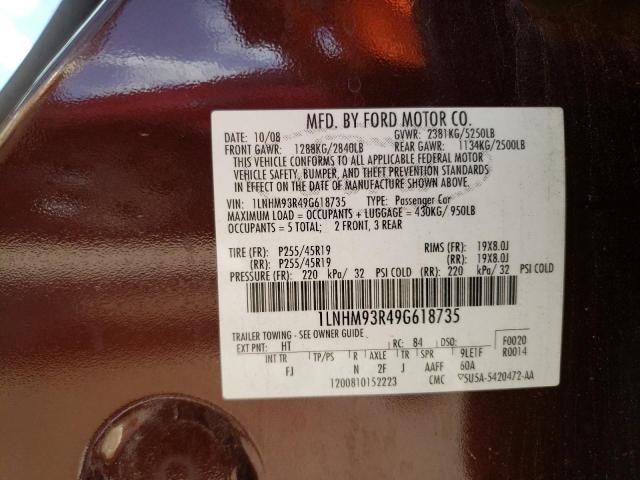 MFD. BY FORD MOTOR CO.
DATE: 10/08 GVWR: 2381KG/5250LB
FRONT GAWR: 1288KG/2840LB REAR GAWR: 1134KG/2500LB
THIS VEHICLE CONFORMS TO ALL APPLICABLE FEDERAL MOTOR
VEHICLE SAFETY, BUMPER, AND THEFT PREVENTION STANDARDS
IN EFFECT ON THE DATE OF MANUFACTURE SHOWN ABOVE.
VIN: 1LNHM93R49G618735 TYPE: Passenger Car
MAXIMUM LOAD = OCCUPANTS + LUGGAGE = 430KG/950LB
OCCUPANTS = 5 TOTAL; 2 FRONT, 3 REAR
TIRE (FR): P255/45R19 RIMS (FR): 19X8.0J
(RR): P255/45R19 (RR): 19X8.0J
PRESSURE (FR): 220 kPa/ 32 PSI COLD (RR): 220 kPa/ 32 PSI COLD
1LNHM93R49G618735
TRAILER TOWING - SEE OWNER GUIDE
EXT PNT: HT RC: 84 DSO: F0020
INT TR TP/PS R AXLE TR SPR 9LE1F R0014
FJ N 2F J AAFF 60A
1200810152223 CMC ▽5U5A-5420472-AA